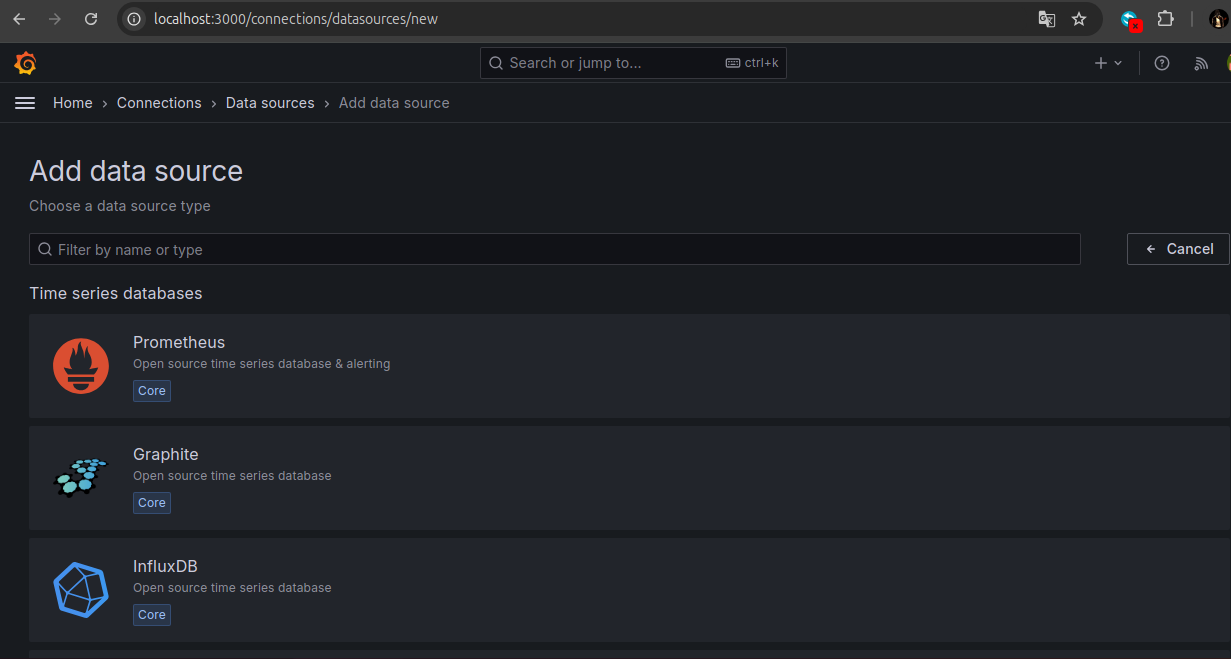 localhost:3000/connections/datasources/new
Search or jump to... ctrl+k
Home › Connections › Data sources › Add data source
Add data source
Choose a data source type
Filter by name or type
Cancel
Time series databases
Prometheus
Open source time series database & alerting
Core
Graphite
Open source time series database
Core
InfluxDB
Open source time series database
Core